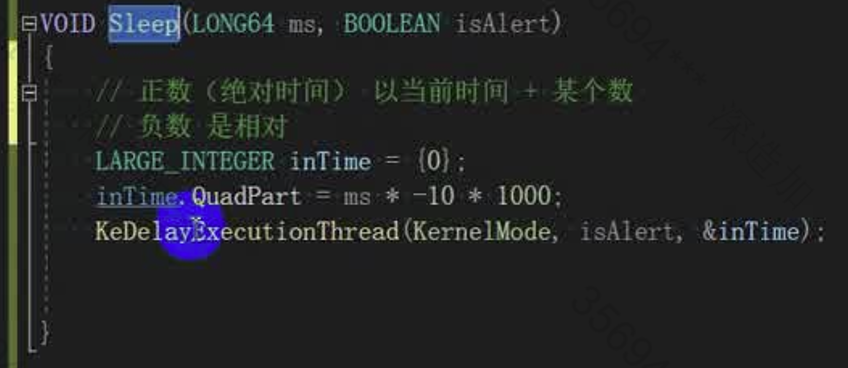 VOID Sleep(LONG64 ms, BOOLEAN isAlert)
{
// 正数（绝对时间） 以当前时间 + 某个数
// 负数 是相对
LARGE_INTEGER inTime = {0};
inTime.QuadPart = ms * -10 * 1000;
KeDelayExecutionThread(KernelMode, isAlert, &inTime);
}